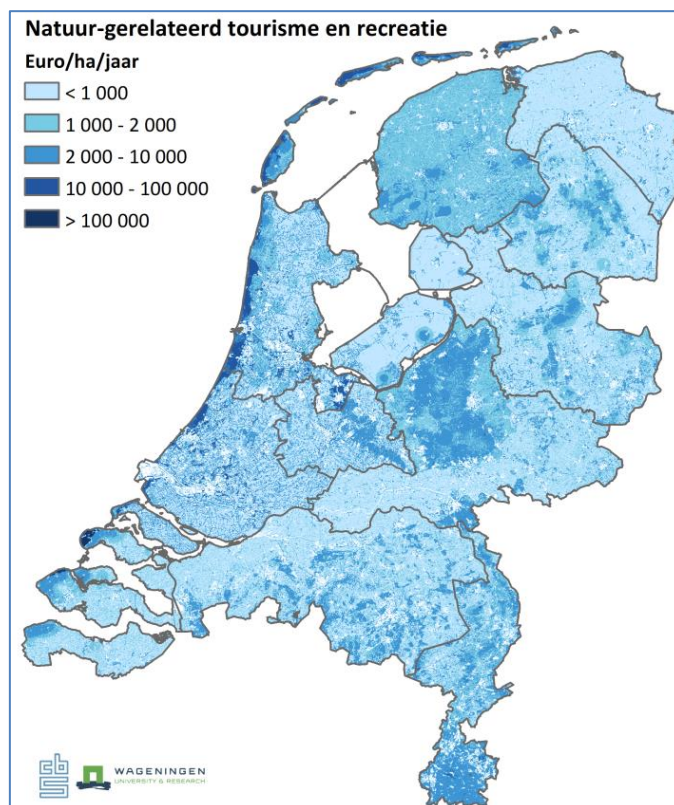 Natuur-gerelateerd tourisme en recreatie
Euro/ha/jaar
< 1 000
1 000 - 2 000
2 000 - 10 000
10 000 - 100 000
> 100 000
cbs
WAGENINGEN
UNIVERSITY & RESEARCH